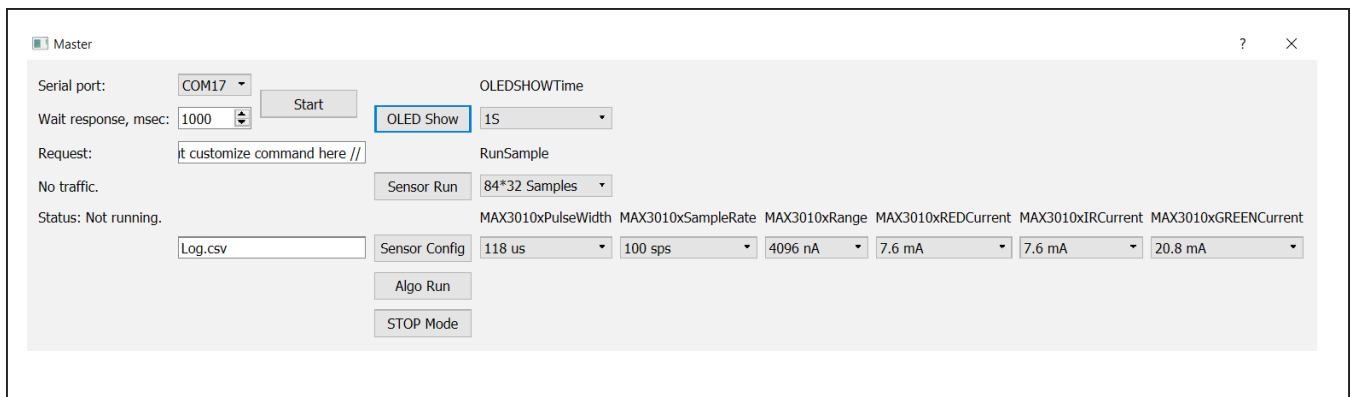 Master ?
Serial port: COM17 OLEDSHOWTime
Start
Wait response, msec: 1000 OLED Show 1S
Request: t customize command here // RunSample
No traffic. Sensor Run 84*32 Samples
Status: Not running. MAX3010xPulseWidth MAX3010xSampleRate MAX3010xRange MAX3010xREDCurrent MAX3010xIRCurrent MAX3010xGREENCurrent
Log.csv Sensor Config 118 us 100 sps 4096 nA 7.6 mA 7.6 mA 20.8 mA
Algo Run
STOP Mode